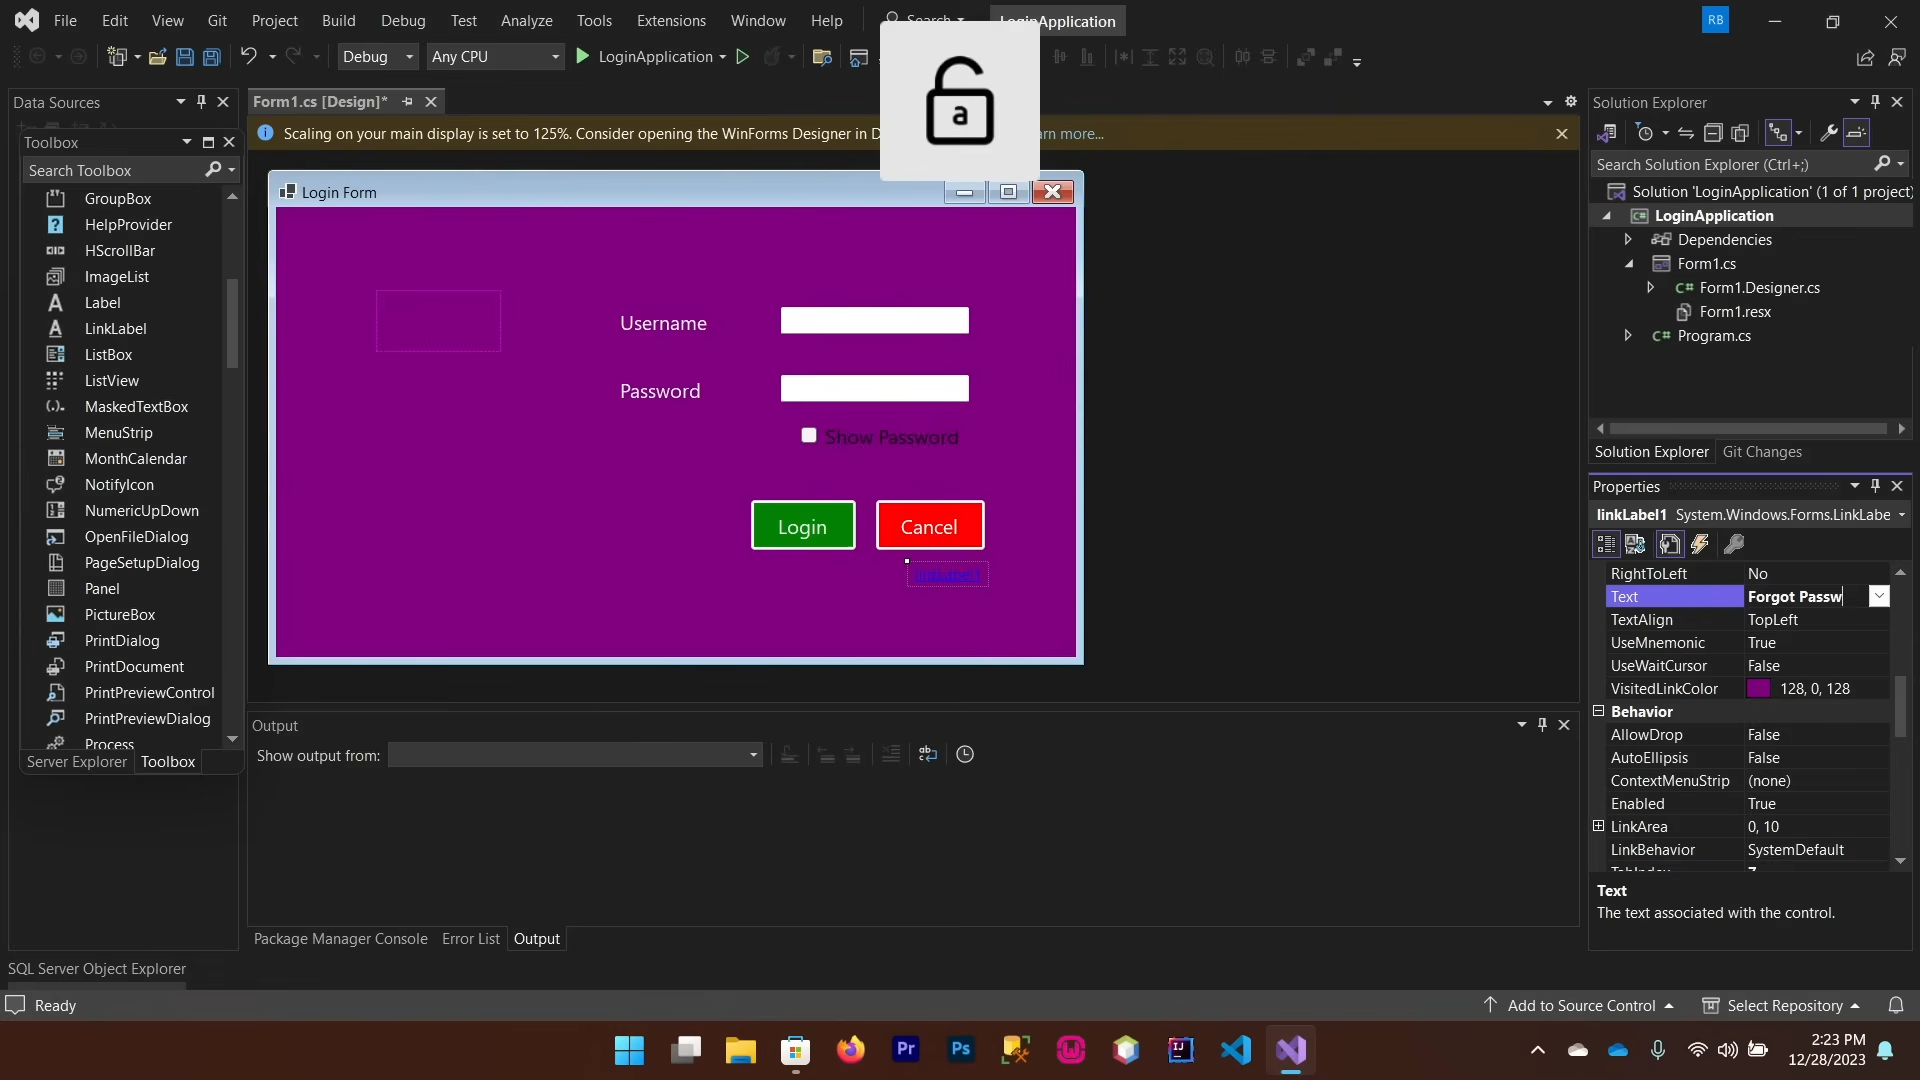 File Edit View Git Project Build Debug Test Analyze Tools Extensions Window Help Search LoginApplication RB
Debug Any CPU LoginApplication
a
Data Sources
Toolbox
Search Toolbox
GroupBox
HelpProvider
HScrollBar
ImageList
Label
LinkLabel
ListBox
ListView
MaskedTextBox
MenuStrip
MonthCalendar
NotifyIcon
NumericUpDown
OpenFileDialog
PageSetupDialog
Panel
PictureBox
PrintDialog
PrintDocument
PrintPreviewControl
PrintPreviewDialog
Process
Server Explorer Toolbox
SQL Server Object Explorer
Form1.cs [Design]*
Scaling on your main display is set to 125%. Consider opening the WinForms Designer in D arn more...
Login Form
Username
Password
Show Password
Login Cancel
linkLabel1
Output
Show output from:
Package Manager Console Error List Output
Solution Explorer
Search Solution Explorer (Ctrl+;)
Solution 'LoginApplication' (1 of 1 project)
LoginApplication
Dependencies
Form1.cs
Form1.Designer.cs
Form1.resx
Program.cs
Solution Explorer Git Changes
Properties
linkLabel1 System.Windows.Forms.LinkLabe
RightToLeft No
Text Forgot Passw
TextAlign TopLeft
UseMnemonic True
UseWaitCursor False
VisitedLinkColor 128, 0, 128
Behavior
AllowDrop False
AutoEllipsis False
ContextMenuStrip (none)
Enabled True
LinkArea 0, 10
LinkBehavior SystemDefault
TabIndex 7
Text
The text associated with the control.
Ready Add to Source Control Select Repository
Pr Ps IJ
2:23 PM
12/28/2023